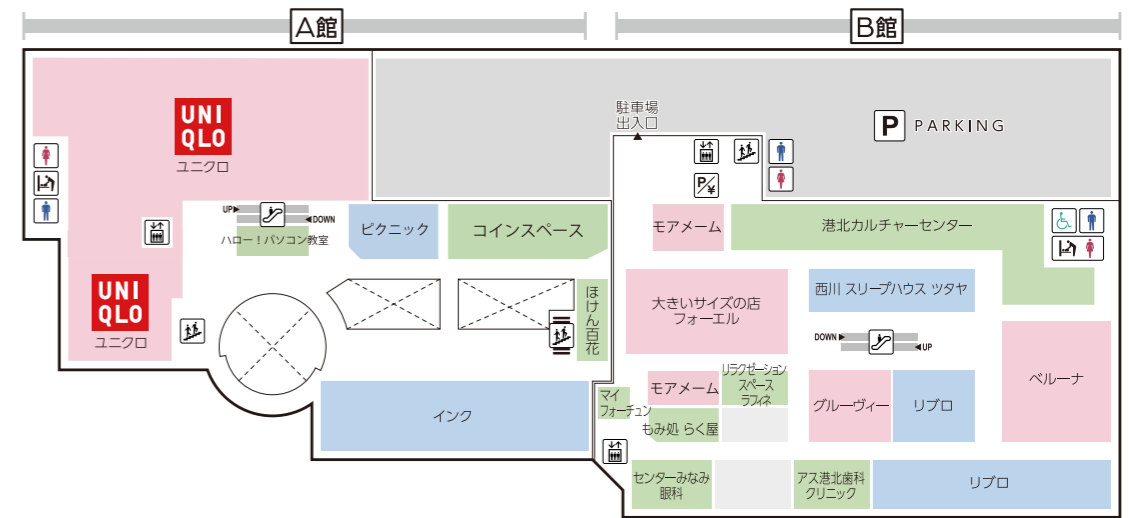 A館
B館
UNI
QLO
ユニクロ
駐車場
出入口
P
PARKING
P/¥
UP
DOWN
ハロー！パソコン教室
ピクニック
コインスペース
モアメーム
港北カルチャーセンター
UNI
QLO
ユニクロ
ほけん百花
大きいサイズの店
フォーエル
西川 スリープハウス ツタヤ
DOWN
UP
ベルーナ
インク
マイ
フォーチュン
モアメーム
リラクゼーション
スペース
ラフィネ
グルーヴィー
リブロ
もみ処 らく屋
センターみなみ
眼科
アス港北歯科
クリニック
リブロ